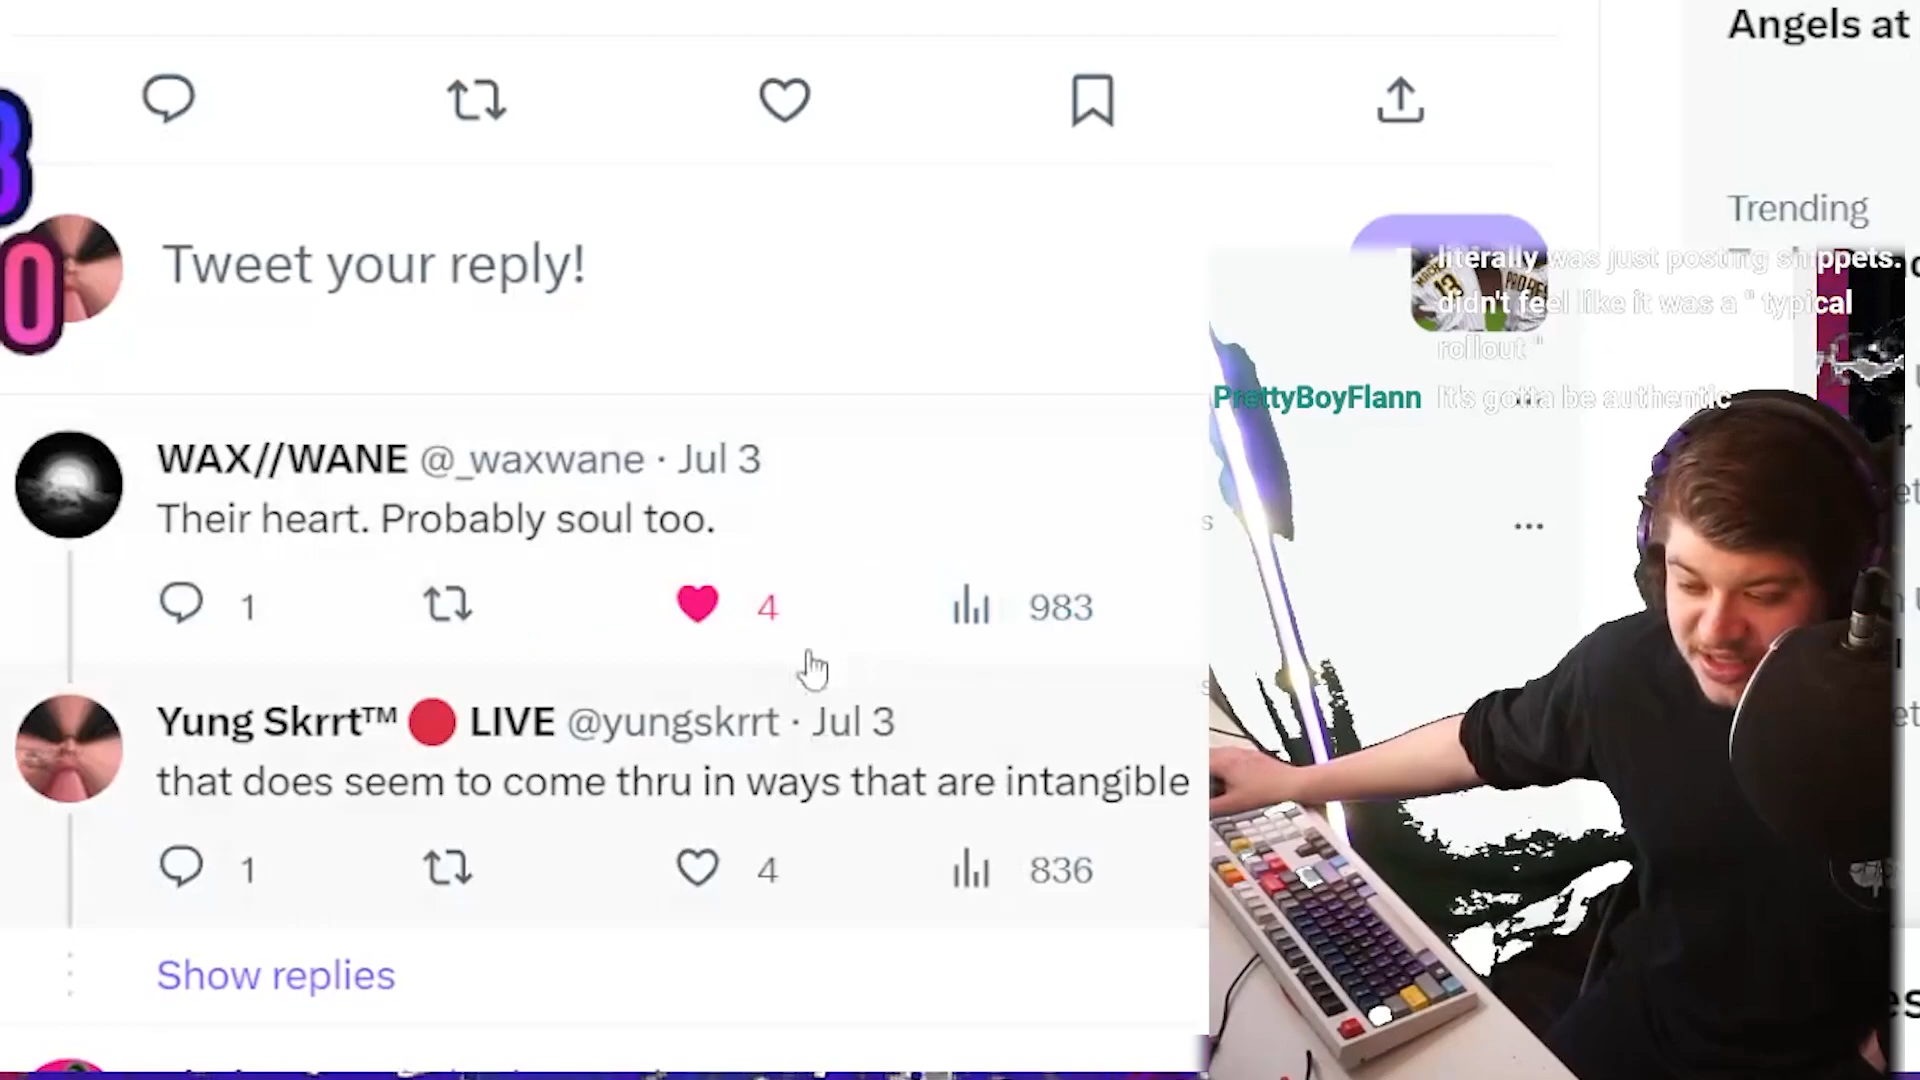 Angels at
Trending
Tweet your reply!
literally was just posting snippets.
didn't feel like it was a " typical
rollout "
PrettyBoyFlann It's gotta be authentic
WAX//WANE @_waxwane · Jul 3
Their heart. Probably soul too.
1 4 983
Yung Skrrt™ 🔴 LIVE @yungskrrt · Jul 3
that does seem to come thru in ways that are intangible
1 4 836
Show replies
0
13